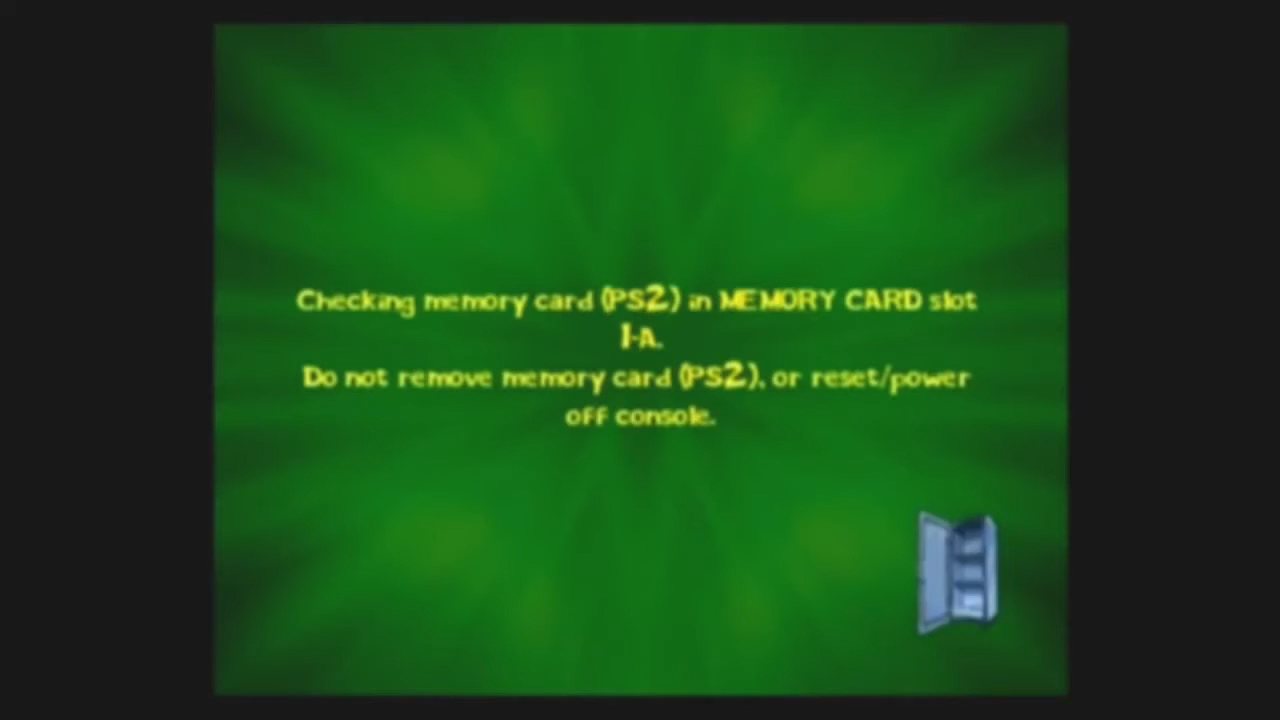 Checking memory card (PS2) in MEMORY CARD slot
1-A.
Do not remove memory card (PS2), or reset/power
off console.